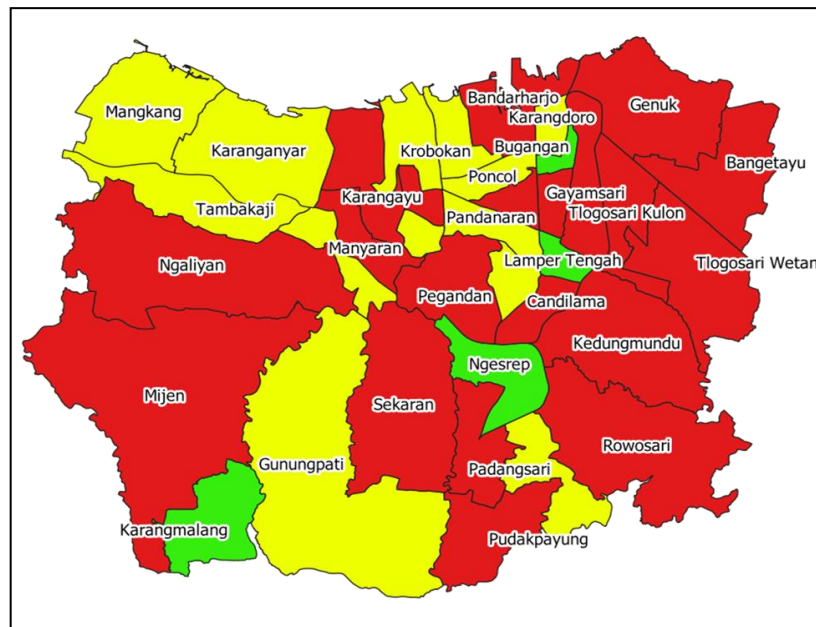 Mangkang
Karanganyar
Tambakaji
Ngaliyan
Krobokan
Karangayu
Manyaran
Bandarharjo
Karangdoro
Bugangan
Poncol
Pandanaran
Gayamsari
Tlogosari Kulon
Genuk
Bangetayu
Tlogosari Wetan
Lamper Tengah
Candilama
Pegandan
Kedungmundu
Ngesrep
Mijen
Sekaran
Gunungpati
Padangsari
Rowosari
Karangmalang
Pudakpayung